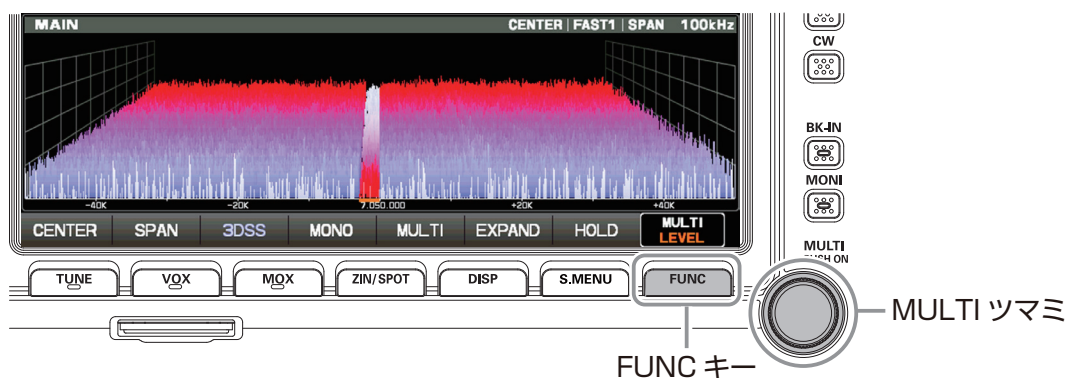 MAIN CENTER FAST1 SPAN 100kHz
-40K -20K 7.050.000 +20K +40K
CENTER SPAN 3DSS MONO MULTI EXPAND HOLD MULTI
LEVEL
TUNE VOX MOX ZIN/SPOT DISP S.MENU FUNC
CW
BK-IN
MONI
MULTI
PUSH ON
MULTI ツマミ
FUNC キー